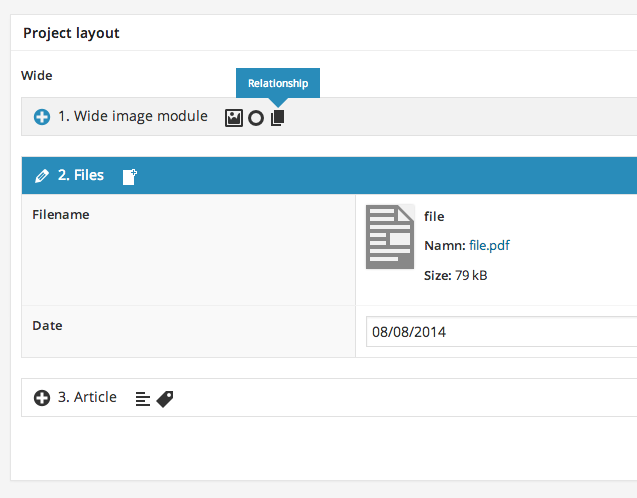 Project layout
Wide
Relationship
1. Wide image module
2. Files
Filename
file
Namn: file.pdf
Size: 79 kB
Date
08/08/2014
3. Article